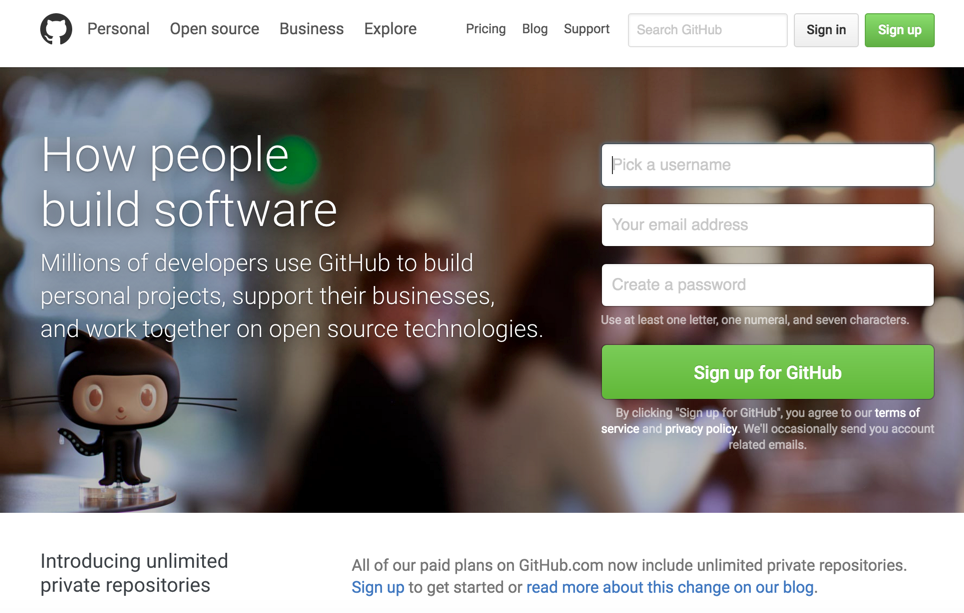 Personal Open source Business Explore Pricing Blog Support Search GitHub Sign in Sign up
How people
build software
Millions of developers use GitHub to build
personal projects, support their businesses,
and work together on open source technologies.
Pick a username
Your email address
Create a password
Use at least one letter, one numeral, and seven characters.
Sign up for GitHub
By clicking "Sign up for GitHub", you agree to our terms of
service and privacy policy. We'll occasionally send you account
related emails.
Introducing unlimited
private repositories
All of our paid plans on GitHub.com now include unlimited private repositories.
Sign up to get started or read more about this change on our blog.